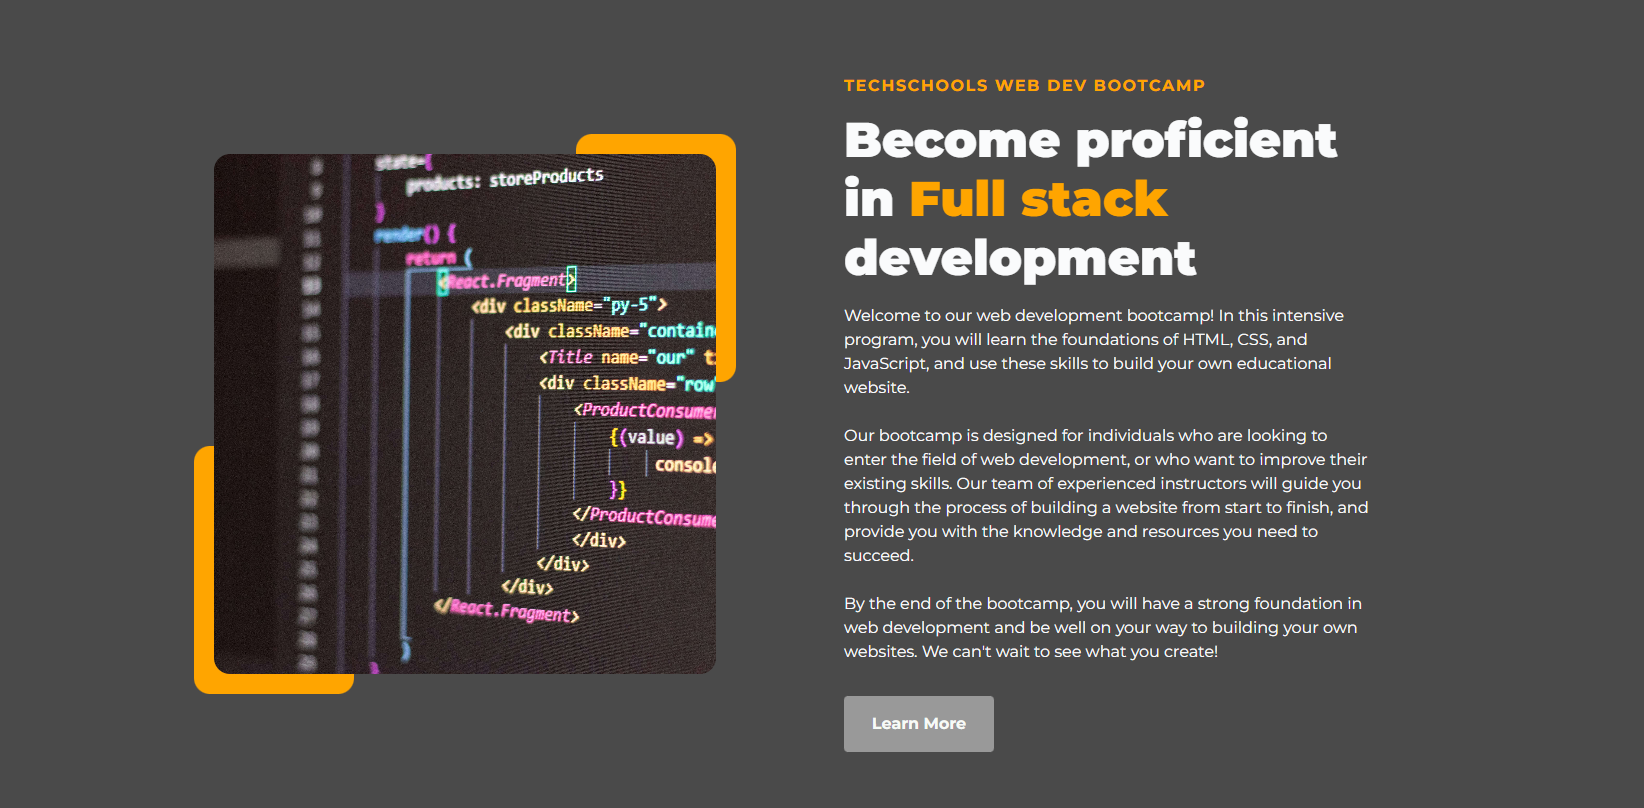 TECHSCHOOLS WEB DEV BOOTCAMP
Become proficient
in Full stack
development
Welcome to our web development bootcamp! In this intensive
program, you will learn the foundations of HTML, CSS, and
JavaScript, and use these skills to build your own educational
website.
Our bootcamp is designed for individuals who are looking to
enter the field of web development, or who want to improve their
existing skills. Our team of experienced instructors will guide you
through the process of building a website from start to finish, and
provide you with the knowledge and resources you need to
succeed.
By the end of the bootcamp, you will have a strong foundation in
web development and be well on your way to building your own
websites. We can't wait to see what you create!
Learn More
state={
products: storeProducts
}
render() {
return (
<React.Fragment>
<div className="py-5">
<div className="contain
<Title name="our" t
<div className="row"
<ProductConsumer
{(value) =>
console
}}
</ProductConsume
</div>
</div>
</div>
</React.Fragment>
)
}